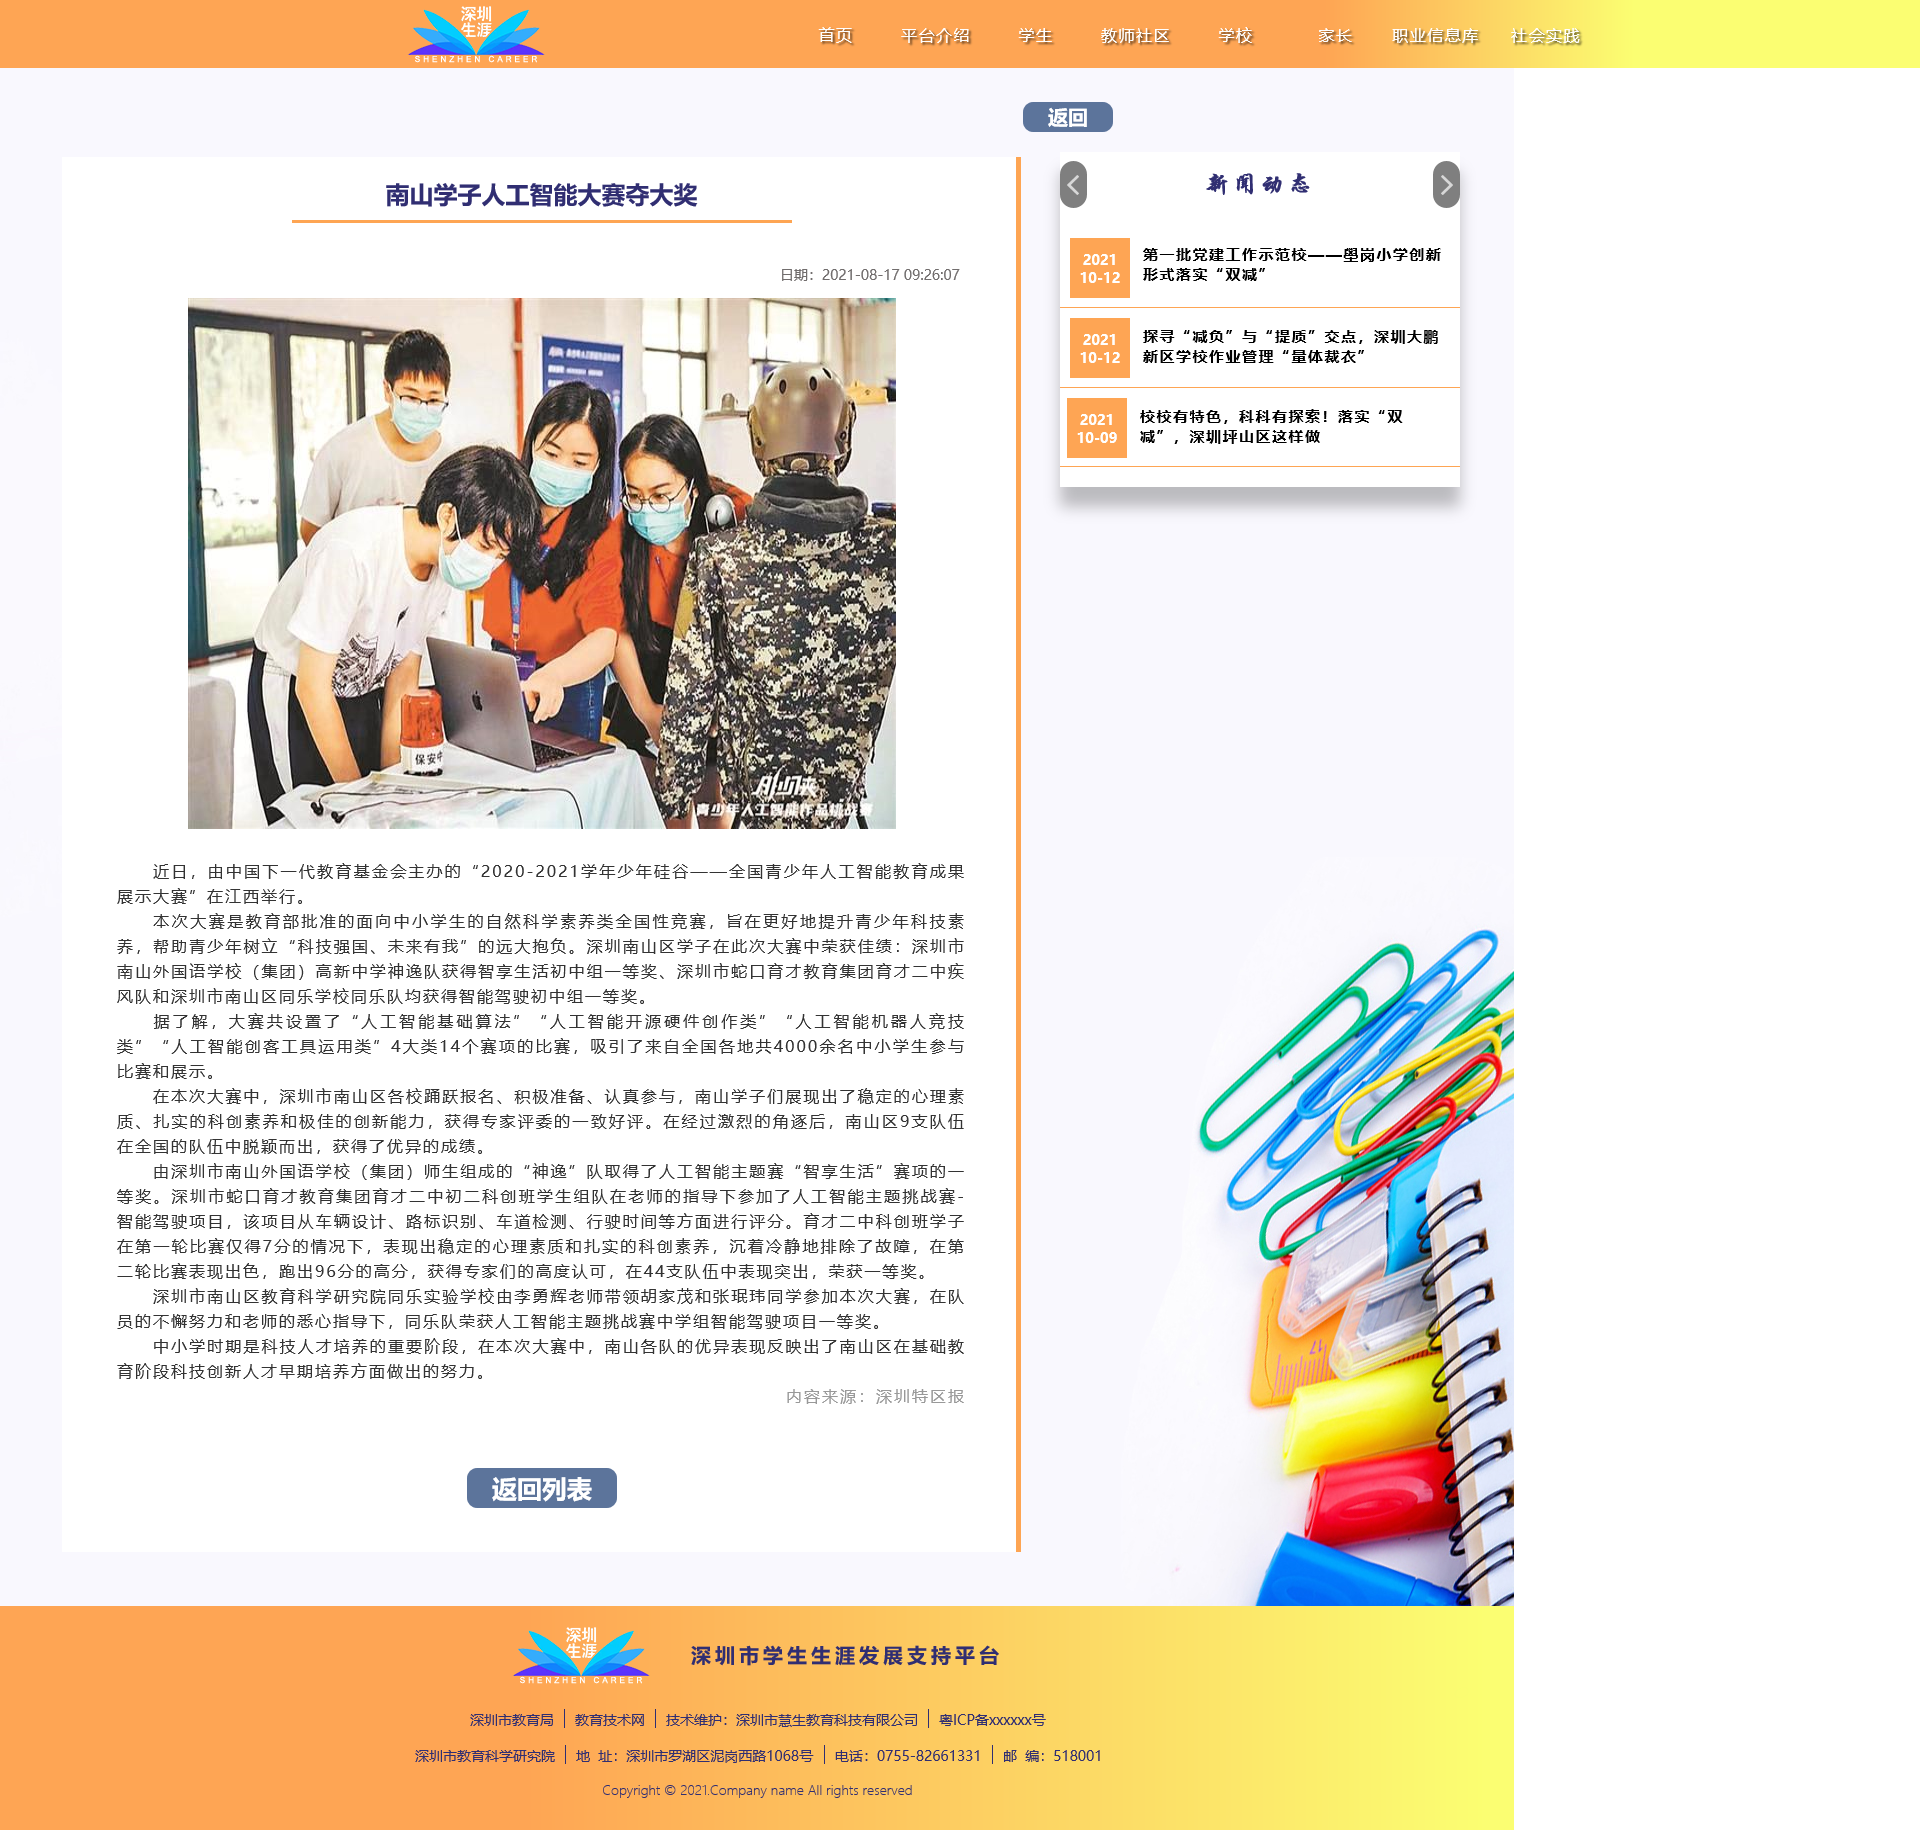 深圳
生涯
SHENZHEN CAREER
首页 平台介绍 学生 教师社区 学校 家长 职业信息库 社会实践
返回
南山学子人工智能大赛夺大奖
日期：2021-08-17 09:26:07
保安中
青少年人工智能作品挑战赛
近日，由中国下一代教育基金会主办的“2020-2021学年少年硅谷——全国青少年人工智能教育成果
展示大赛”在江西举行。
本次大赛是教育部批准的面向中小学生的自然科学素养类全国性竞赛，旨在更好地提升青少年科技素
养，帮助青少年树立“科技强国、未来有我”的远大抱负。深圳南山区学子在此次大赛中荣获佳绩：深圳市
南山外国语学校（集团）高新中学神逸队获得智享生活初中组一等奖、深圳市蛇口育才教育集团育才二中疾
风队和深圳市南山区同乐学校同乐队均获得智能驾驶初中组一等奖。
据了解，大赛共设置了“人工智能基础算法”“人工智能开源硬件创作类”“人工智能机器人竞技
类”“人工智能创客工具运用类”4大类14个赛项的比赛，吸引了来自全国各地共4000余名中小学生参与
比赛和展示。
在本次大赛中，深圳市南山区各校踊跃报名、积极准备、认真参与，南山学子们展现出了稳定的心理素
质、扎实的科创素养和极佳的创新能力，获得专家评委的一致好评。在经过激烈的角逐后，南山区9支队伍
在全国的队伍中脱颖而出，获得了优异的成绩。
由深圳市南山外国语学校（集团）师生组成的“神逸”队取得了人工智能主题赛“智享生活”赛项的一
等奖。深圳市蛇口育才教育集团育才二中初二科创班学生组队在老师的指导下参加了人工智能主题挑战赛-
智能驾驶项目，该项目从车辆设计、路标识别、车道检测、行驶时间等方面进行评分。育才二中科创班学子
在第一轮比赛仅得7分的情况下，表现出稳定的心理素质和扎实的科创素养，沉着冷静地排除了故障，在第
二轮比赛表现出色，跑出96分的高分，获得专家们的高度认可，在44支队伍中表现突出，荣获一等奖。
深圳市南山区教育科学研究院同乐实验学校由李勇辉老师带领胡家茂和张珉玮同学参加本次大赛，在队
员的不懈努力和老师的悉心指导下，同乐队荣获人工智能主题挑战赛中学组智能驾驶项目一等奖。
中小学时期是科技人才培养的重要阶段，在本次大赛中，南山各队的优异表现反映出了南山区在基础教
育阶段科技创新人才早期培养方面做出的努力。
内容来源：深圳特区报
返回列表
新闻动态
2021
10-12
第一批党建工作示范校——壆岗小学创新
形式落实“双减”
2021
10-12
探寻“减负”与“提质”交点，深圳大鹏
新区学校作业管理“量体裁衣”
2021
10-09
校校有特色，科科有探索！落实“双
减”，深圳坪山区这样做
17
深圳
生涯
SHENZHEN CAREER
深圳市学生生涯发展支持平台
深圳市教育局 教育技术网 技术维护：深圳市慧生教育科技有限公司 粤ICP备xxxxxx号
深圳市教育科学研究院 地 址：深圳市罗湖区泥岗西路1068号 电话：0755-82661331 邮 编：518001
Copyright © 2021.Company name All rights reserved